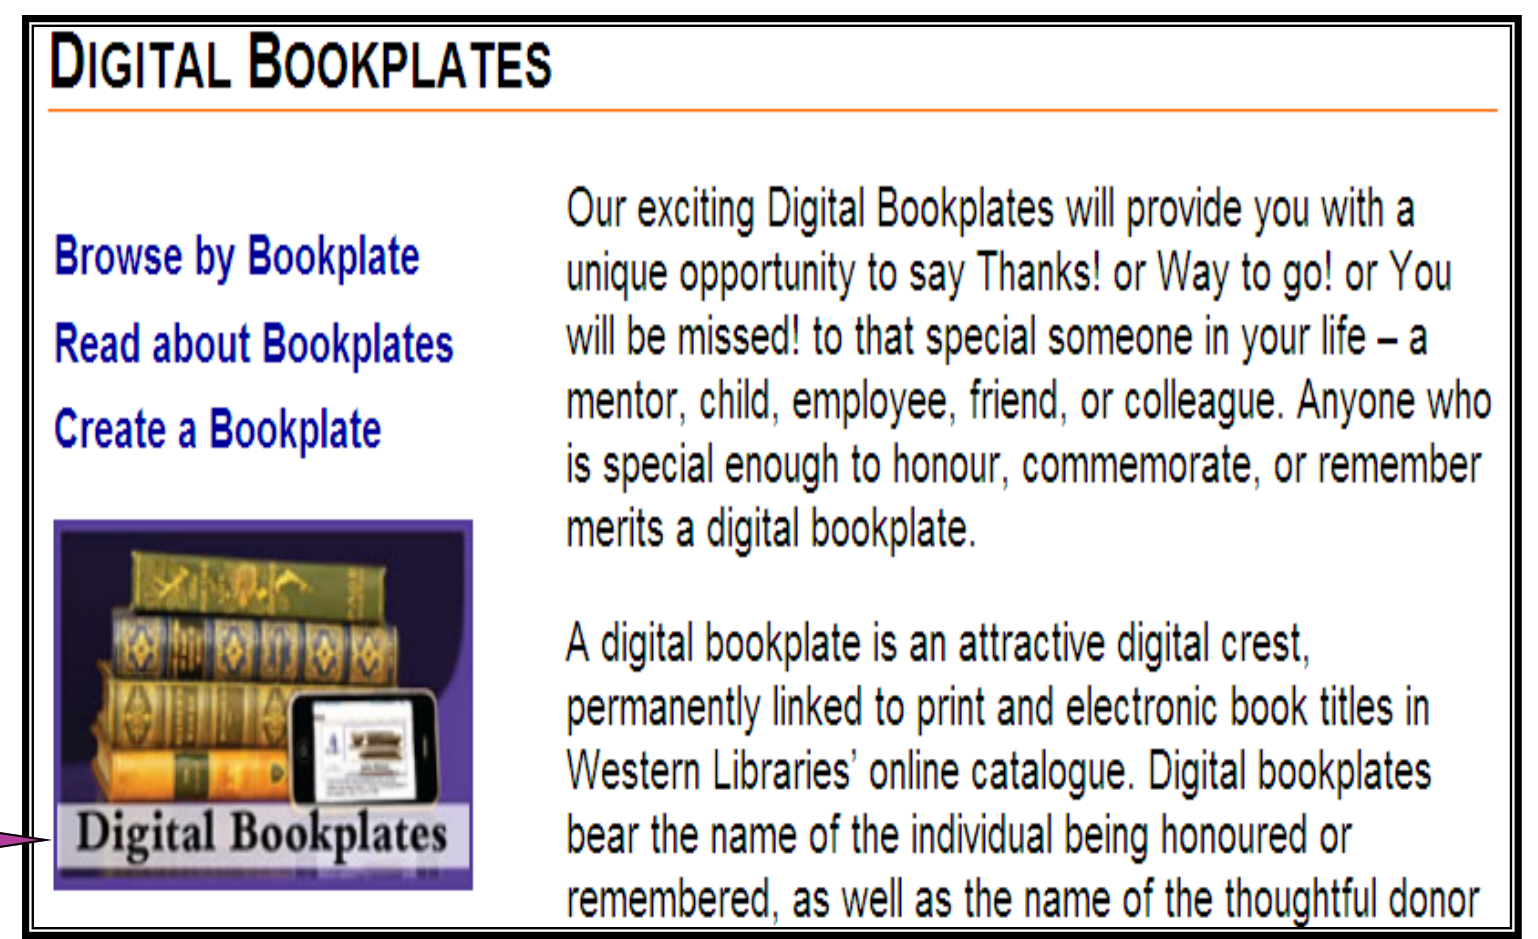 DIGITAL BOOKPLATES
Browse by Bookplate
Read about Bookplates
Create a Bookplate
Digital Bookplates
Our exciting Digital Bookplates will provide you with a
unique opportunity to say Thanks! or Way to go! or You
will be missed! to that special someone in your life – a
mentor, child, employee, friend, or colleague. Anyone who
is special enough to honour, commemorate, or remember
merits a digital bookplate.
A digital bookplate is an attractive digital crest,
permanently linked to print and electronic book titles in
Western Libraries' online catalogue. Digital bookplates
bear the name of the individual being honoured or
remembered, as well as the name of the thoughtful donor